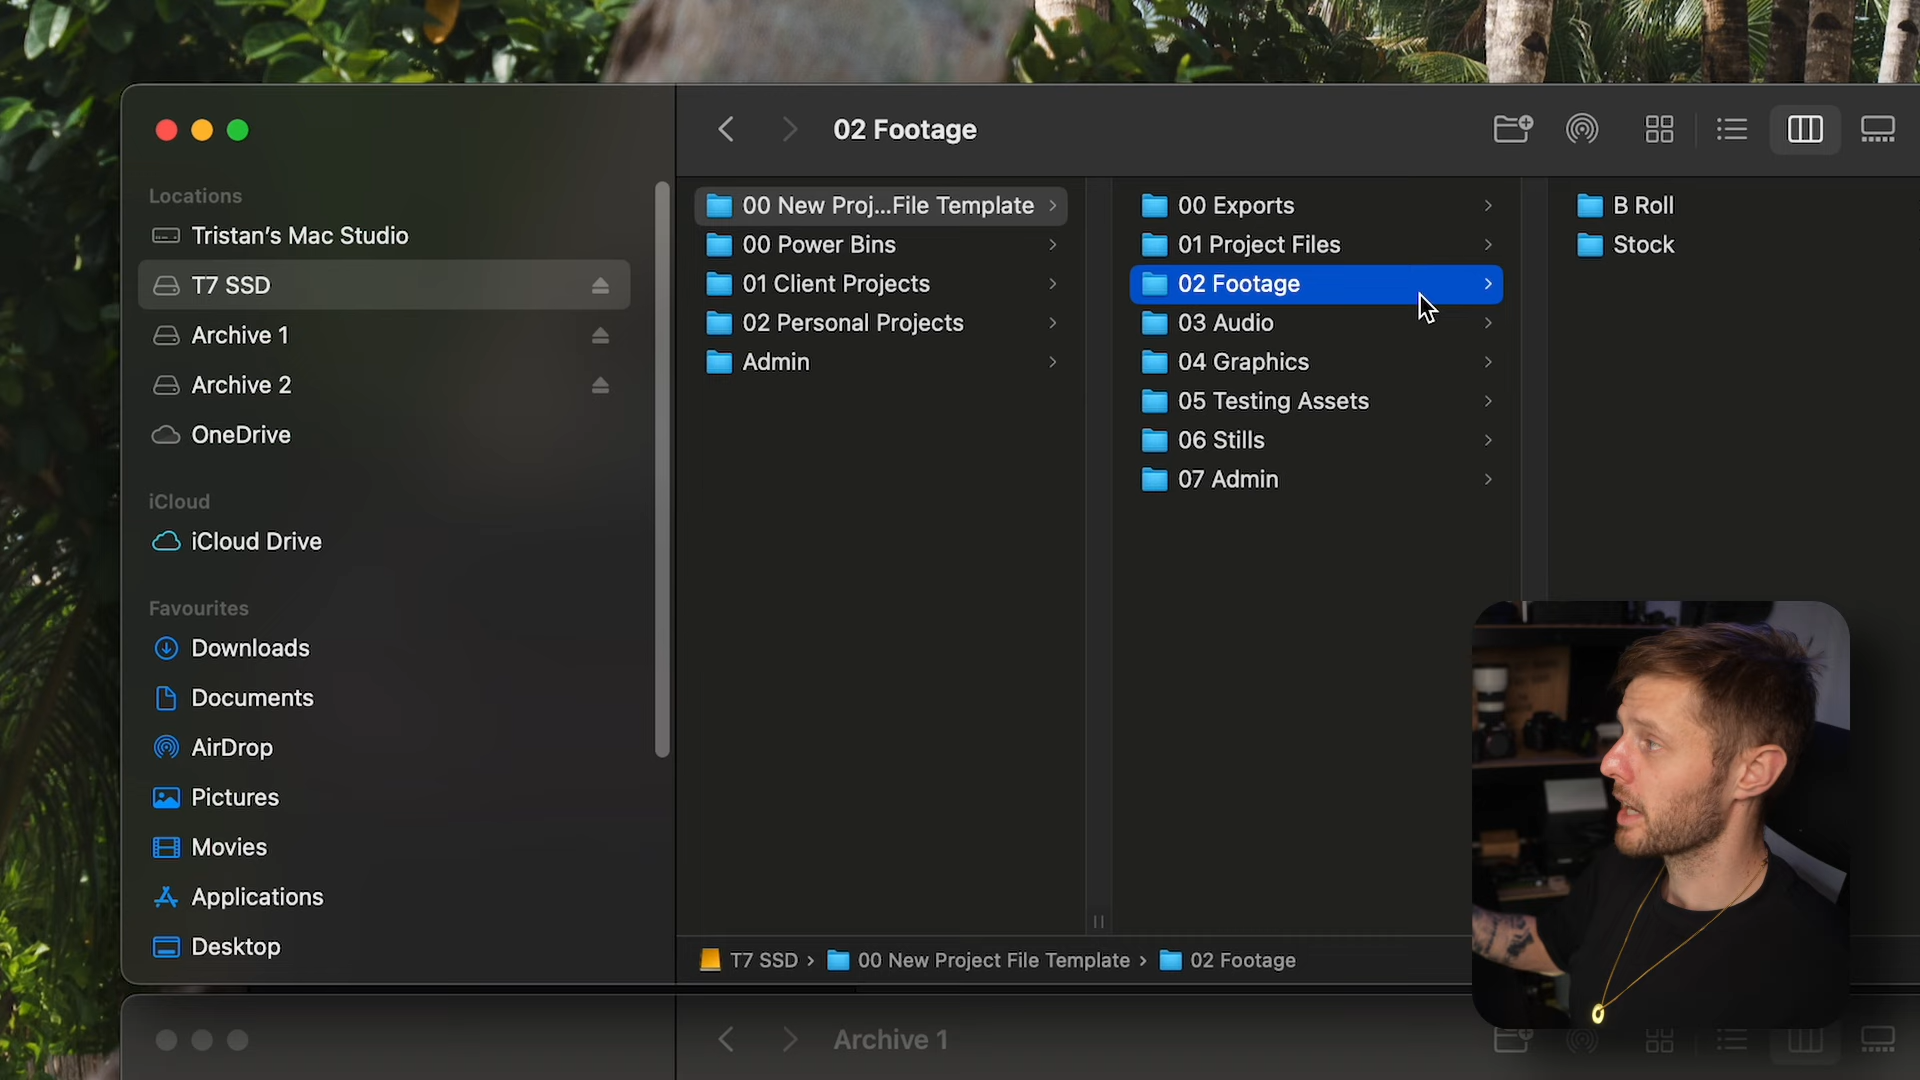 02 Footage
Locations
Tristan's Mac Studio
T7 SSD
Archive 1
Archive 2
OneDrive
iCloud
iCloud Drive
Favourites
Downloads
Documents
AirDrop
Pictures
Movies
Applications
Desktop
00 New Proj...File Template
00 Power Bins
01 Client Projects
02 Personal Projects
Admin
00 Exports
01 Project Files
02 Footage
03 Audio
04 Graphics
05 Testing Assets
06 Stills
07 Admin
B Roll
Stock
T7 SSD › 00 New Project File Template › 02 Footage
Archive 1